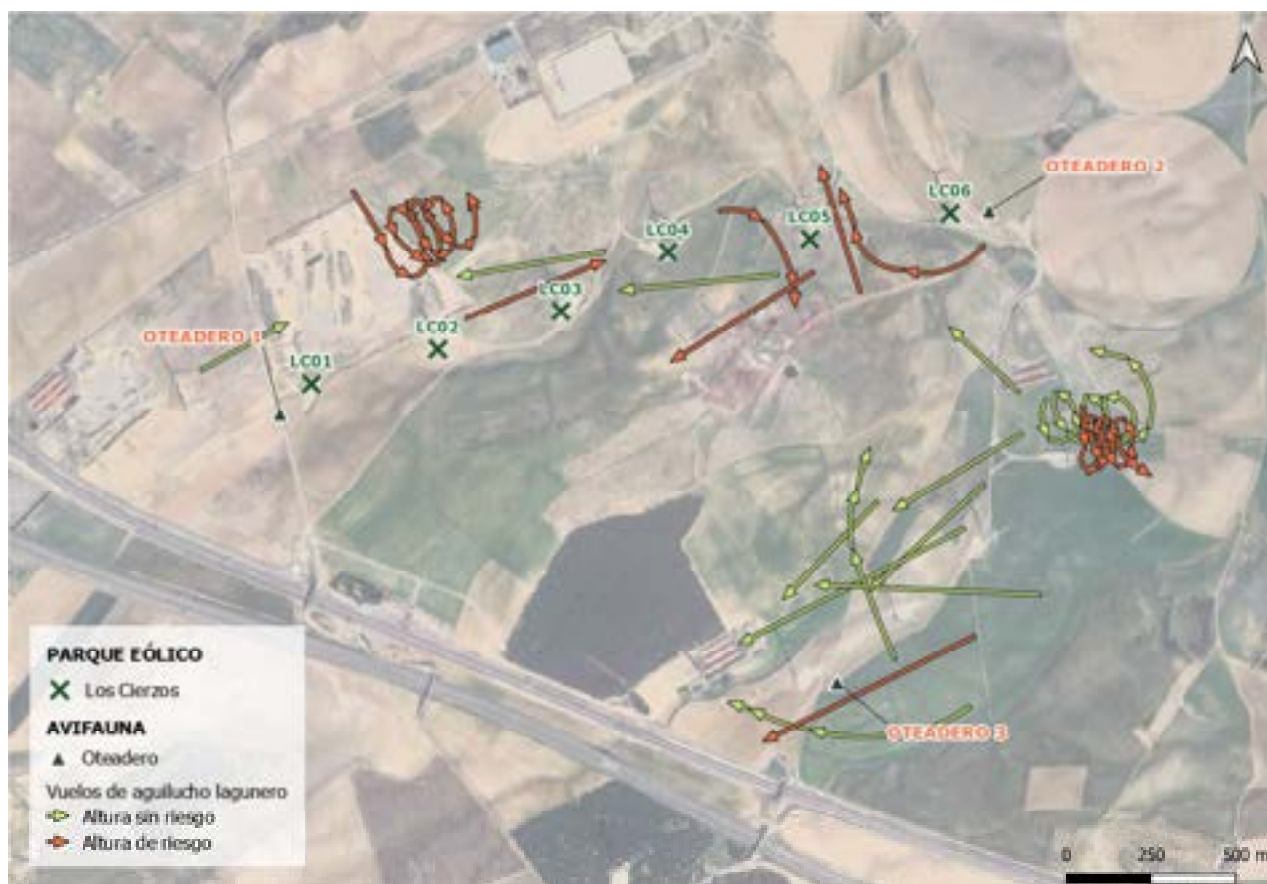 OTEADERO 2
LC06
LC05
LC04
LC03
OTEADERO 1
LC02
LC01
OTEADERO 3
PARQUE EÓLICO
Los Cierzos
AVIFAUNA
Oteadero
Vuelos de aguilucho lagunero
Altura sin riesgo
Altura de riesgo
0 250 500 m